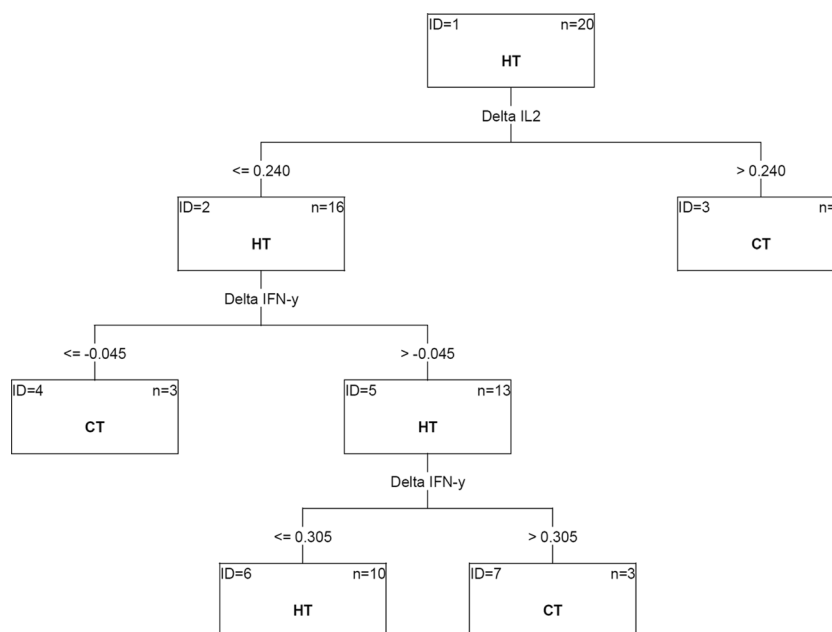 ID=1 n=20
HT
Delta IL2
<= 0.240 > 0.240
ID=2 n=16 ID=3 n=
HT CT
Delta IFN-y
<= -0.045 > -0.045
ID=4 n=3 ID=5 n=13
CT HT
Delta IFN-y
<= 0.305 > 0.305
ID=6 n=10 ID=7 n=3
HT CT